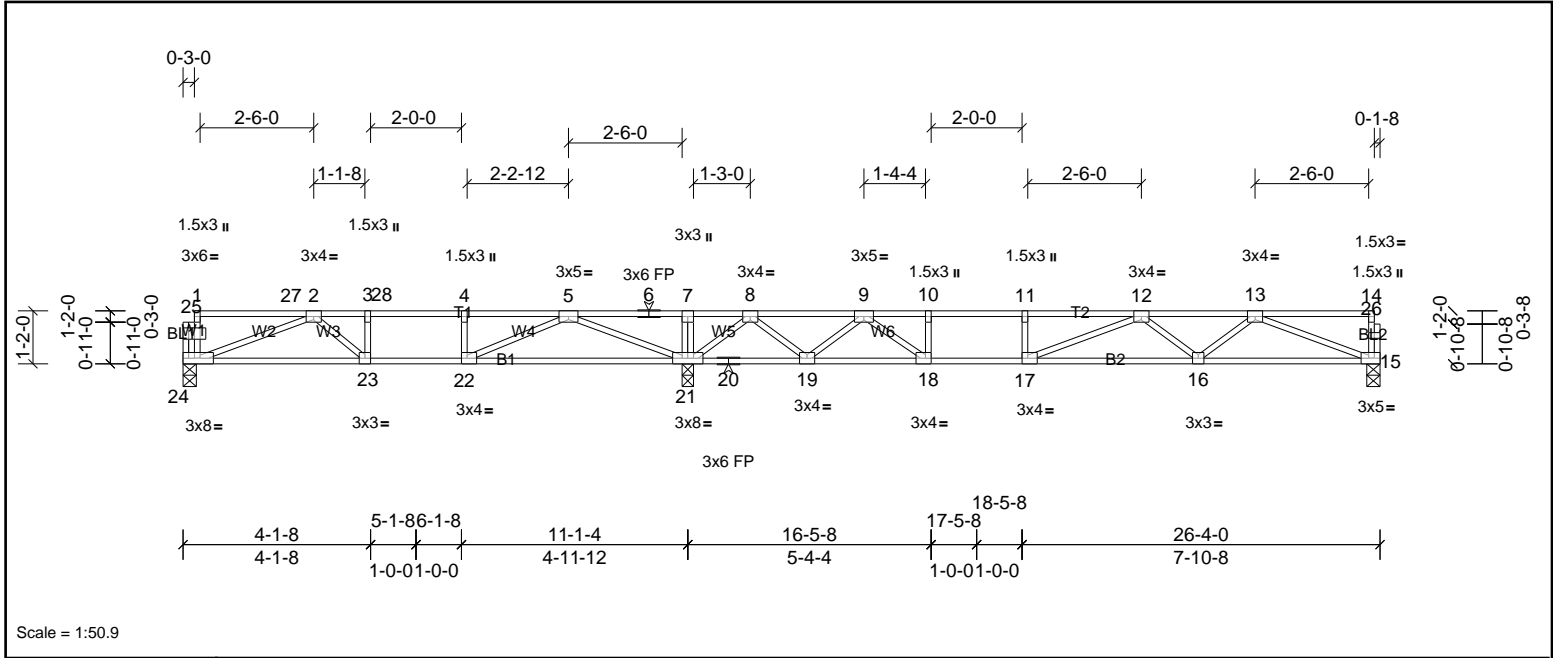 0-3-0
2-6-0 2-0-0 2-6-0 2-0-0 0-1-8
1-1-8 2-2-12 1-3-0 1-4-4 2-6-0 2-6-0
1.5x3 II 1.5x3 II 3x3 II 1.5x3=
3x6= 3x4= 1.5x3 II 3x5= 3x6 FP 3x4= 3x5= 1.5x3 II 1.5x3 II 3x4= 3x4= 1.5x3 II
1 27 2 3 28 4 5 6 7 8 9 10 11 12 13 14
25 T1 T2 26
BL1 W1 W2 W3 W4 W5 W6 BL2
B1 B2
1-2-0 1-2-0 0-11-0 0-11-0 0-3-0 1-2-0 0-10-8 0-10-8 0-3-8
24 23 22 21 20 19 18 17 16 15
3x8= 3x3= 3x4= 3x8= 3x4= 3x4= 3x4= 3x3= 3x5=
3x6 FP
4-1-8 5-1-8 6-1-8 11-1-4 16-5-8 17-5-8 18-5-8 26-4-0
4-1-8 1-0-0 1-0-0 4-11-12 5-4-4 1-0-0 1-0-0 7-10-8
Scale = 1:50.9